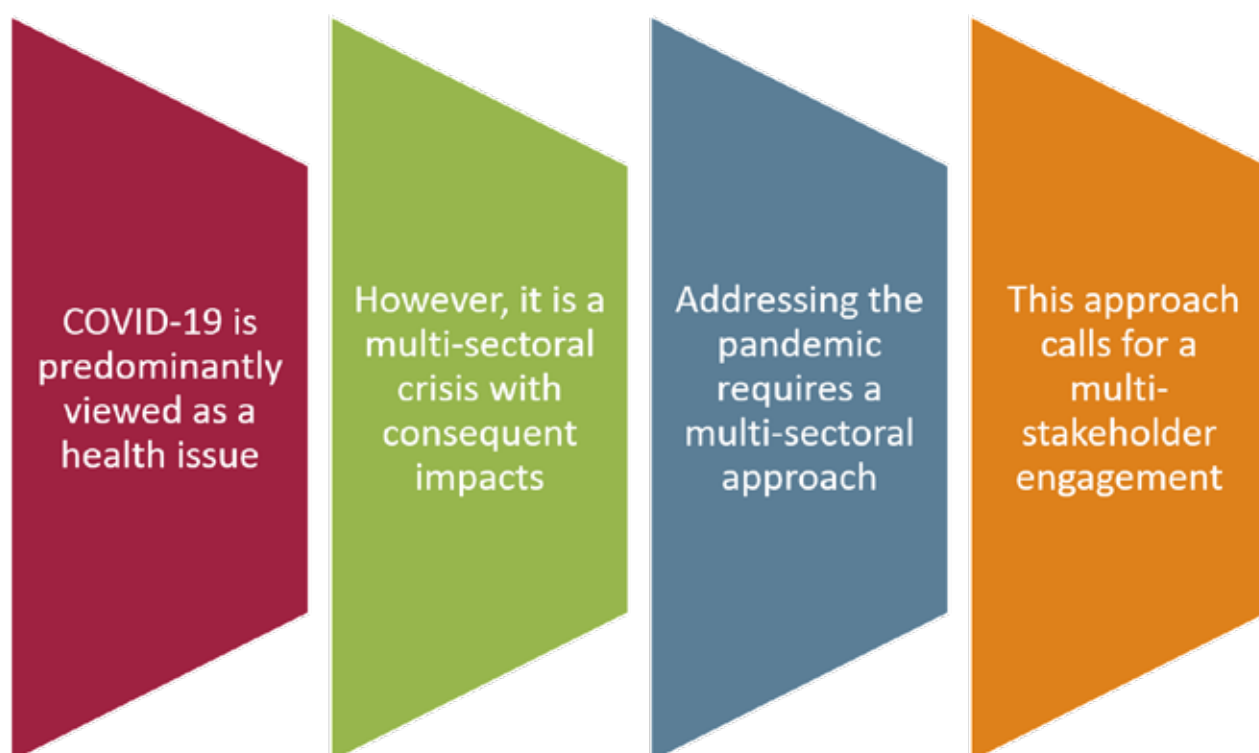 COVID-19 is
predominantly
viewed as a
health issue
However, it is a
multi-sectoral
crisis with
consequent
impacts
Addressing the
pandemic
requires a
multi-sectoral
approach
This approach
calls for a
multi-
stakeholder
engagement